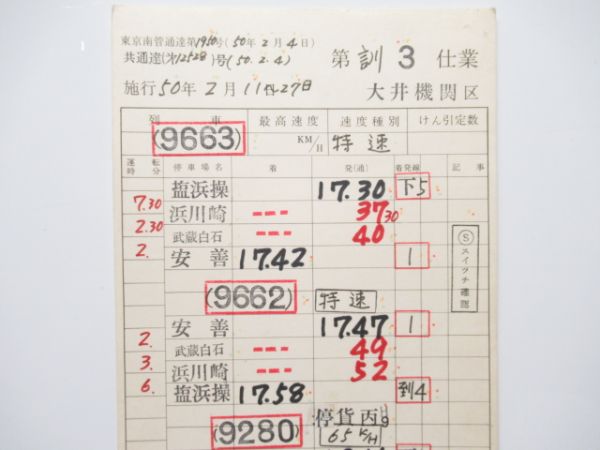 東京南管通達第1950号(50年2月4日)
共通達(才12528)号(50.2.4)
第訓3仕業
施行50年2月11日~27日
大井機関区
列車 最高速度 速度種別 けん引定数
(9663) KM/H 特速
運転時分 停車場名 着 発(通) 着発線 記事
塩浜操 17.30 下5
7.30 浜川崎 --- 37 30
2.30 武蔵白石 --- 40
2. 安善 17.42 1
Ⓢスイツチ確認
(9662) 特速
安善 17.47 1
2. 武蔵白石 --- 49
3. 浜川崎 --- 52
6. 塩浜操 17.58 到4
(9280) 停貨丙
65 K/H